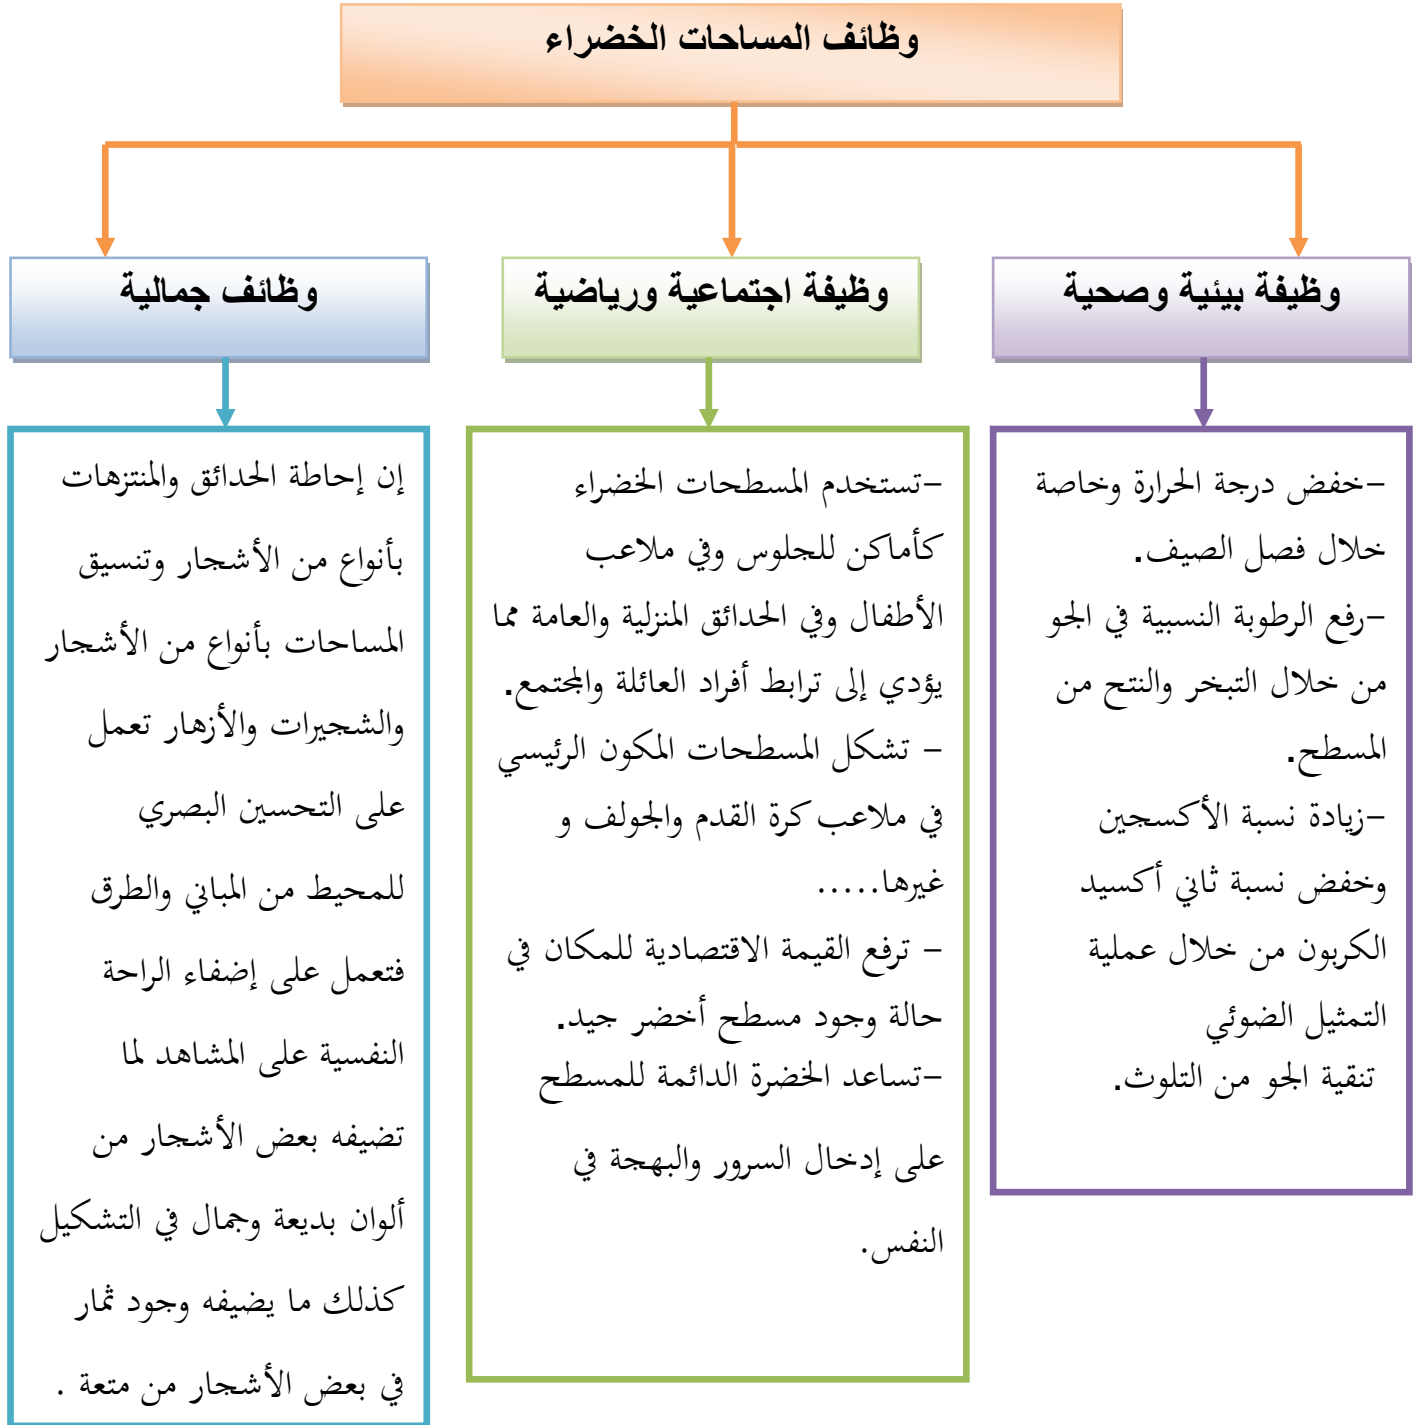 وظائف المساحات الخضراء
وظيفة بيئية وصحية
-خفض درجة الحرارة وخاصة
خلال فصل الصيف.
-رفع الرطوبة النسبية في الجو
من خلال التبخر والنتح من
المسطح.
-زيادة نسبة الأكسجين
وخفض نسبة ثاني أكسيد
الكربون من خلال عملية
التمثيل الضوئي
تنقية الجو من التلوث.
وظيفة اجتماعية ورياضية
-تستخدم المسطحات الخضراء
كأماكن للجلوس وفي ملاعب
الأطفال وفي الحدائق المنزلية والعامة مما
يؤدي إلى ترابط أفراد العائلة والمجتمع.
- تشكل المسطحات المكون الرئيسي
في ملاعب كرة القدم والجولف و
غيرها.....
- ترفع القيمة الاقتصادية للمكان في
حالة وجود مسطح أخضر جيد.
-تساعد الخضرة الدائمة للمسطح
على إدخال السرور والبهجة في
النفس.
وظائف جمالية
إن إحاطة الحدائق والمنتزهات
بأنواع من الأشجار وتنسيق
المساحات بأنواع من الأشجار
والشجيرات والأزهار تعمل
على التحسين البصري
للمحيط من المباني والطرق
فتعمل على إضفاء الراحة
النفسية على المشاهد لما
تضيفه بعض الأشجار من
ألوان بديعة وجمال في التشكيل
كذلك ما يضيفه وجود ثمار
في بعض الأشجار من متعة .